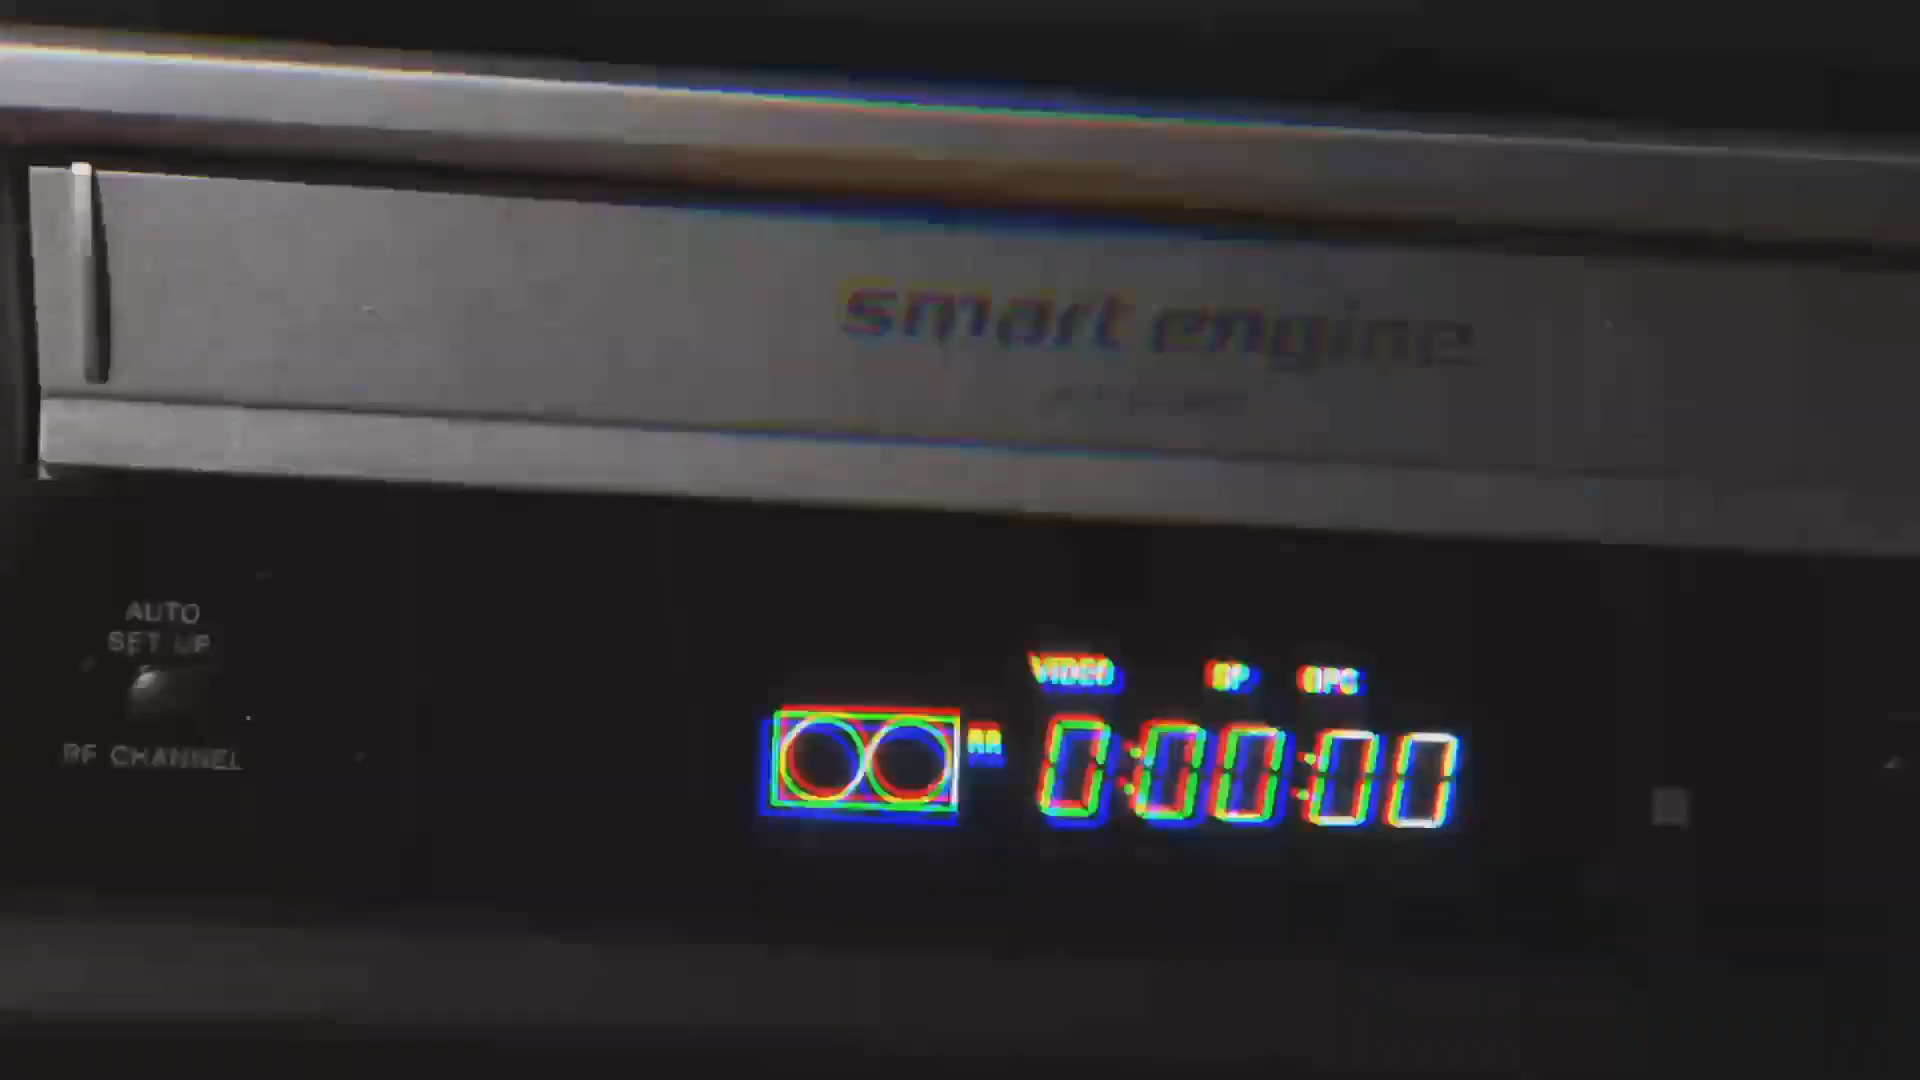 smart engine
AUTO
SET UP
RF CHANNEL
VIDEO SP OPC
0:00:00